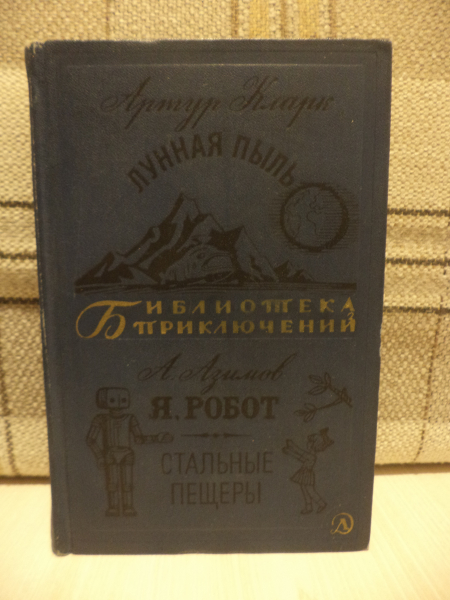 Артур Кларк
ЛУННАЯ ПЫЛЬ
БИБЛИОТЕКА
ПРИКЛЮЧЕНИЙ
А. Азимов
Я, РОБОТ
СТАЛЬНЫЕ
ПЕЩЕРЫ
Д